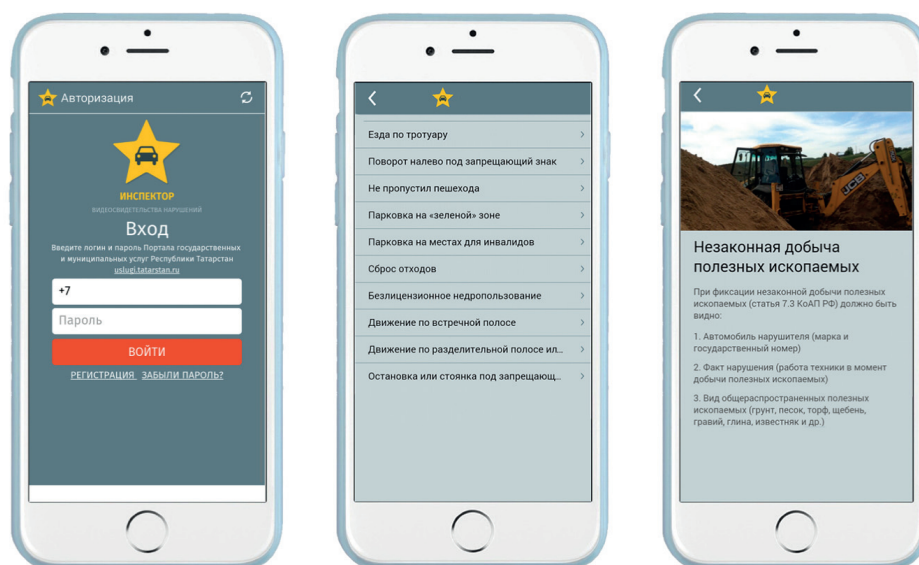 Авторизация
ИНСПЕКТОР
ВИДЕОСВИДЕТЕЛЬСТВА НАРУШЕНИЙ
Вход
Введите логин и пароль Портала государственных
и муниципальных услуг Республики Татарстан
uslugi.tatarstan.ru
+7
Пароль
ВОЙТИ
РЕГИСТРАЦИЯ ЗАБЫЛИ ПАРОЛЬ?
Езда по тротуару
Поворот налево под запрещающий знак
Не пропустил пешехода
Парковка на «зеленой» зоне
Парковка на местах для инвалидов
Сброс отходов
Безлицензионное недропользование
Движение по встречной полосе
Движение по разделительной полосе ил...
Остановка или стоянка под запрещающ...
JCB
Незаконная добыча
полезных ископаемых
При фиксации незаконной добычи полезных
ископаемых (статья 7.3 КоАП РФ) должно быть
видно:
1. Автомобиль нарушителя (марка и
государственный номер)
2. Факт нарушения (работа техники в момент
добычи полезных ископаемых)
3. Вид общераспространенных полезных
ископаемых (грунт, песок, торф, щебень,
гравий, глина, известняк и др.)